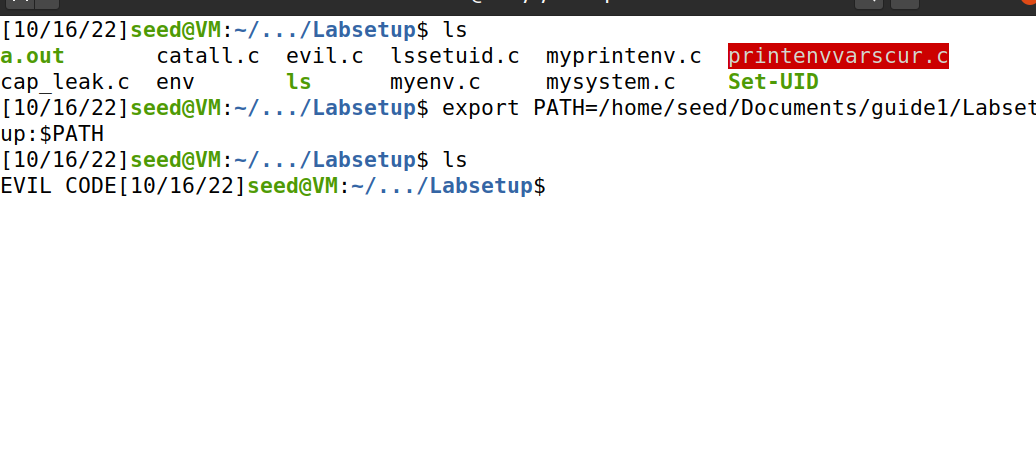 [10/16/22]seed@VM:~/.../Labsetup$ ls
a.out       catall.c  evil.c  lssetuid.c  myprintenv.c  printenvvarscur.c
cap_leak.c  env       ls      myenv.c     mysystem.c    Set-UID
[10/16/22]seed@VM:~/.../Labsetup$ export PATH=/home/seed/Documents/guide1/Labset
up:$PATH
[10/16/22]seed@VM:~/.../Labsetup$ ls
EVIL CODE[10/16/22]seed@VM:~/.../Labsetup$